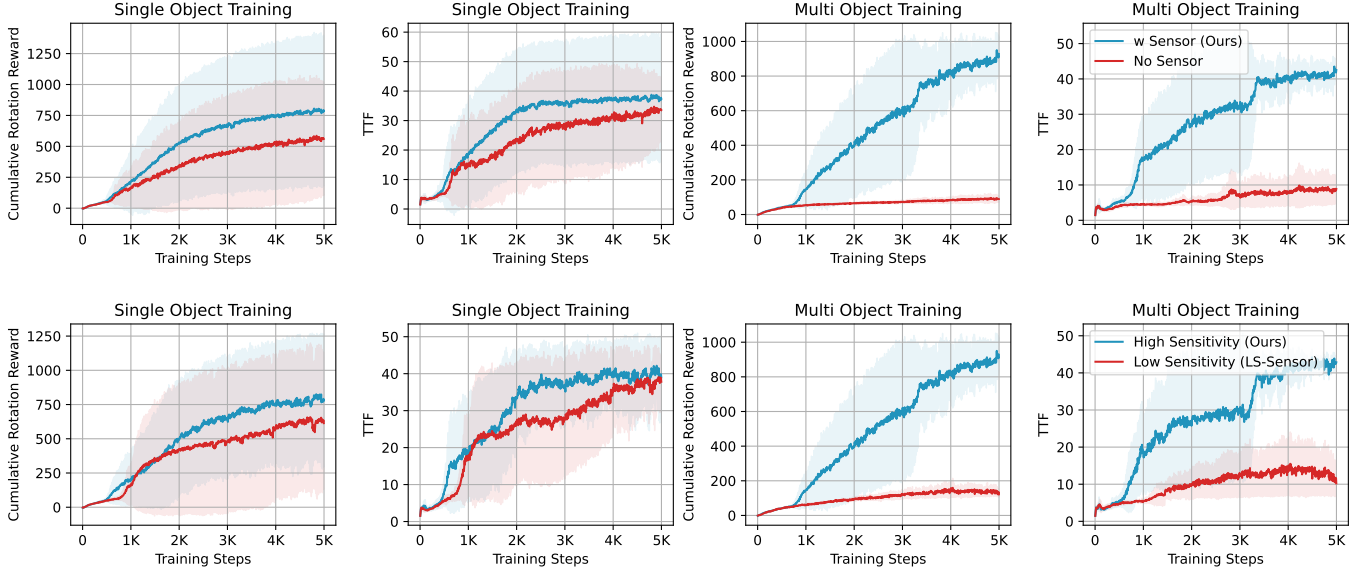 Single Object Training
Cumulative Rotation Reward
1250
1000
750
500
250
0
0 1K 2K 3K 4K 5K
Training Steps
Single Object Training
TTF
60
50
40
30
20
10
0
0 1K 2K 3K 4K 5K
Training Steps
Multi Object Training
Cumulative Rotation Reward
1000
800
600
400
200
0
0 1K 2K 3K 4K 5K
Training Steps
Multi Object Training
w Sensor (Ours)
No Sensor
TTF
50
40
30
20
10
0
0 1K 2K 3K 4K 5K
Training Steps
Single Object Training
Cumulative Rotation Reward
1250
1000
750
500
250
0
0 1K 2K 3K 4K 5K
Training Steps
Single Object Training
TTF
50
40
30
20
10
0
0 1K 2K 3K 4K 5K
Training Steps
Multi Object Training
Cumulative Rotation Reward
1000
800
600
400
200
0
0 1K 2K 3K 4K 5K
Training Steps
Multi Object Training
High Sensitivity (Ours)
Low Sensitivity (LS-Sensor)
TTF
50
40
30
20
10
0
0 1K 2K 3K 4K 5K
Training Steps